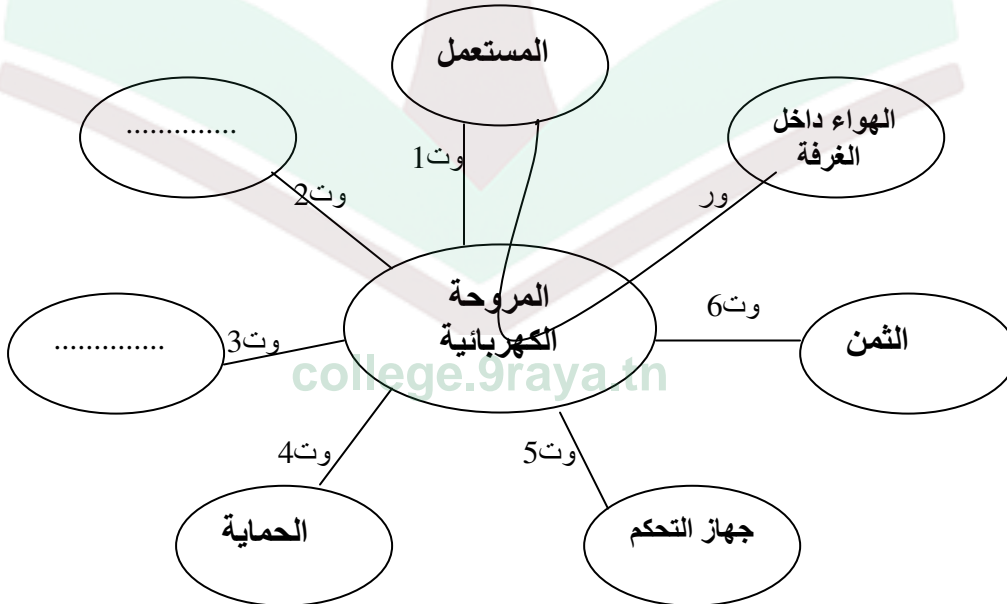 المستعمل
الهواء داخل
الغرفة
..............
وت1
وت2
ور
المروحة
الكهربائية
وت6
الثمن
..............
وت3
college.9raya.tn
وت4
وت5
الحماية
جهاز التحكم